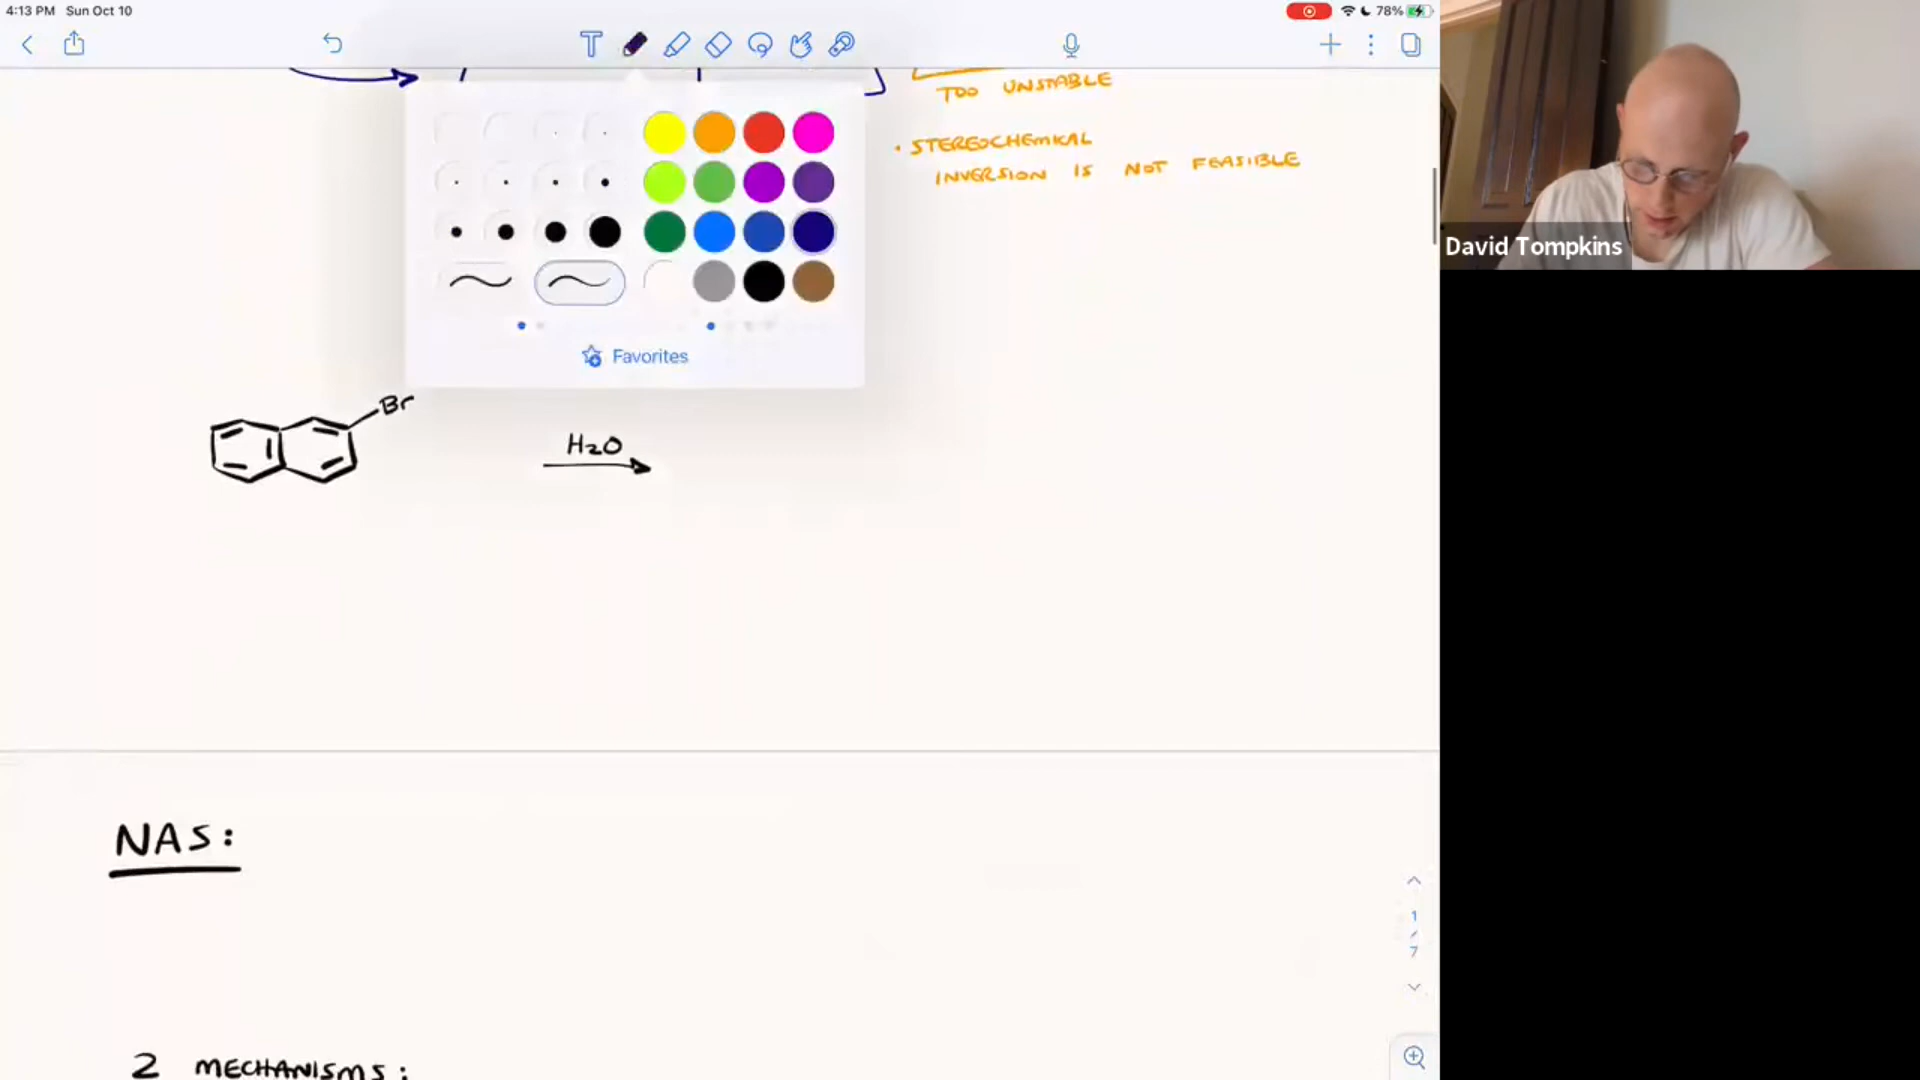 4:13 PM Sun Oct 10
78%
T
TOO UNSTABLE
• STEREOCHEMICAL
INVERSION IS NOT FEASIBLE
Favorites
David Tompkins
Br
H2O
NAS:
1
/
7
2 MECHANISMS: